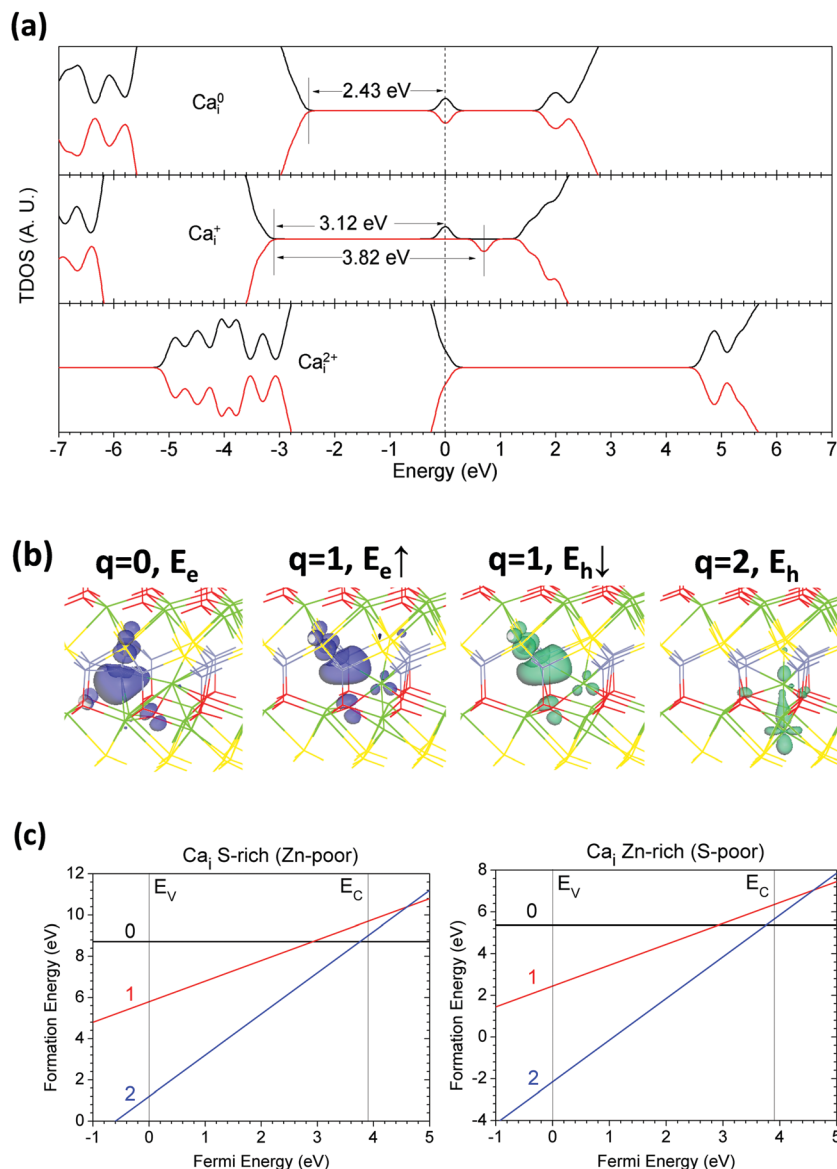 (a)
2.43 eV
Ca_i^0
3.12 eV
Ca_i^+
3.82 eV
TDOS (A. U.)
Ca_i^2+
-7 -6 -5 -4 -3 -2 -1 0 1 2 3 4 5 6 7
Energy (eV)
(b)
q=0, E_e q=1, E_e↑ q=1, E_h↓ q=2, E_h
(c)
Ca_i S-rich (Zn-poor)
12
10
8
6
4
2
0
Formation Energy (eV)
E_V E_C
0
1
2
-1 0 1 2 3 4 5
Fermi Energy (eV)
Ca_i Zn-rich (S-poor)
8
6
4
2
0
-2
-4
Formation Energy (eV)
E_V E_C
0
1
2
-1 0 1 2 3 4 5
Fermi Energy (eV)